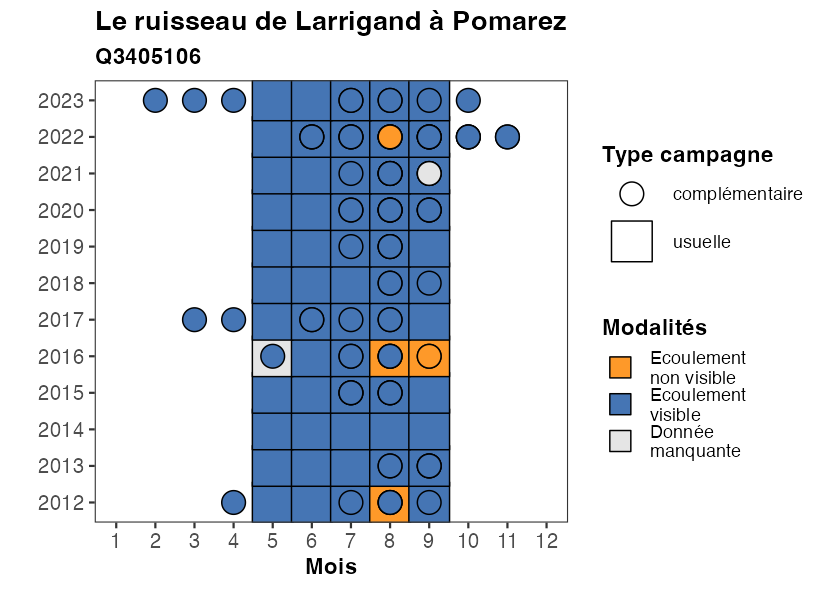 Le ruisseau de Larrigand à Pomarez
Q3405106
2023
2022
2021
2020
2019
2018
2017
2016
2015
2014
2013
2012
1 2 3 4 5 6 7 8 9 10 11 12
Mois
Type campagne
complémentaire
usuelle
Modalités
Ecoulement
non visible
Ecoulement
visible
Donnée
manquante